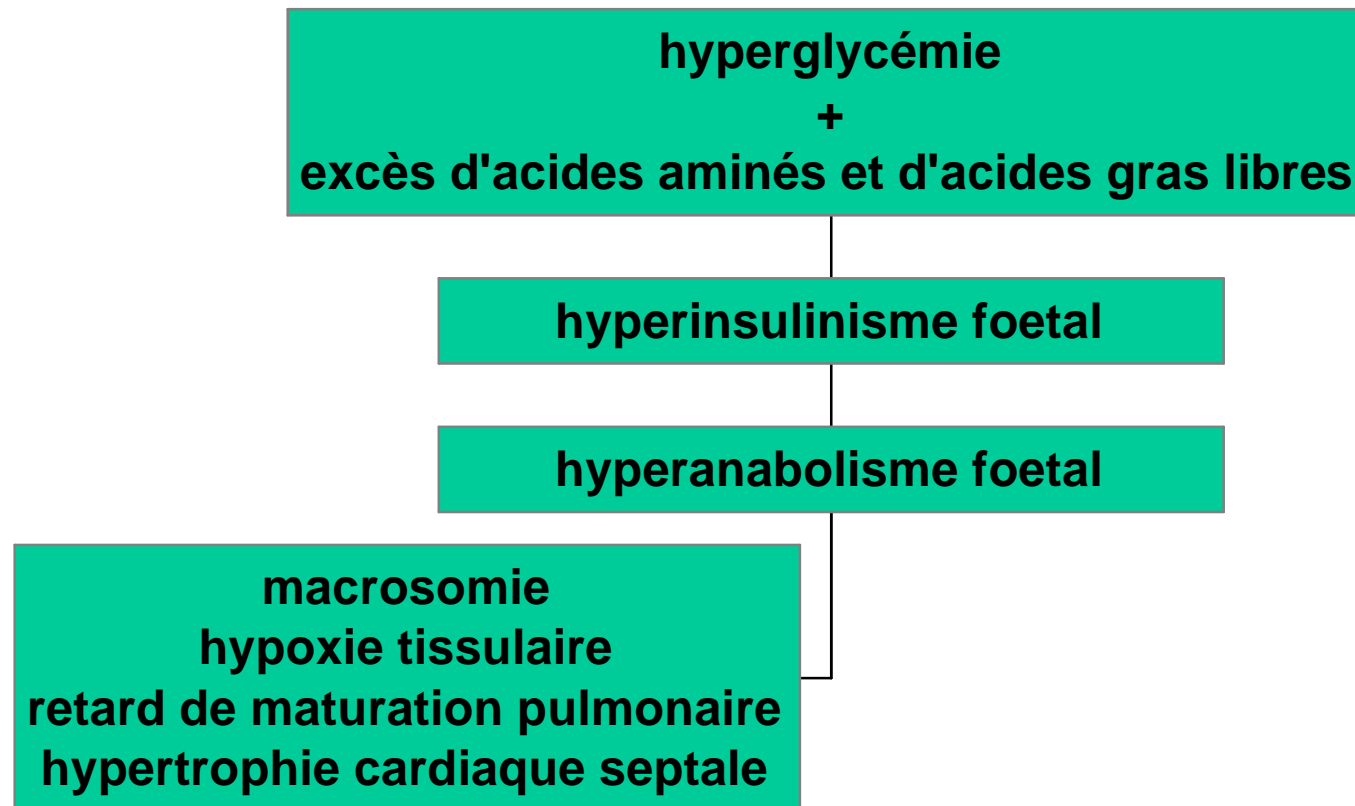 hyperglycémie
+
excès d'acides aminés et d'acides gras libres
hyperinsulinisme foetal
hyperanabolisme foetal
macrosomie
hypoxie tissulaire
retard de maturation pulmonaire
hypertrophie cardiaque septale